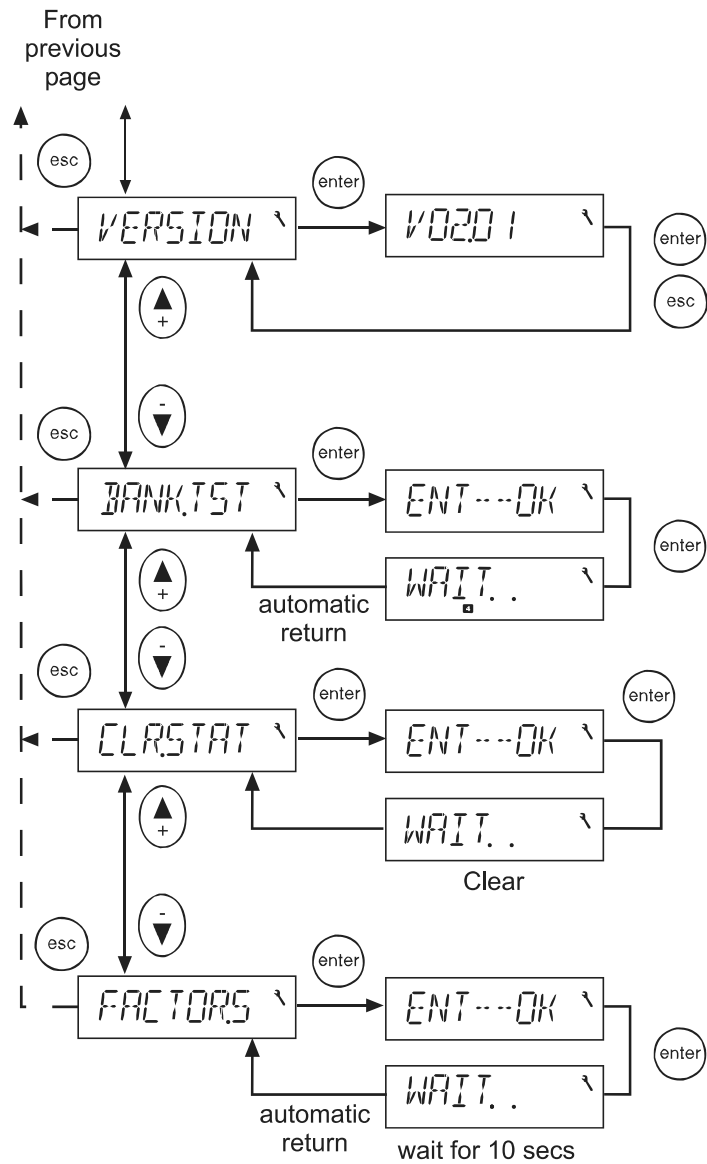 From
previous
page
esc
enter
VERSION
V02.01
enter
+
esc
-
esc
enter
BANK.TST
ENT---OK
enter
+
automatic
return
WAIT. .
4
-
esc
enter
enter
CLR.STAT
ENT---OK
+
WAIT. .
Clear
-
esc
enter
FACTOR.S
ENT---OK
enter
automatic
return
WAIT. .
wait for 10 secs